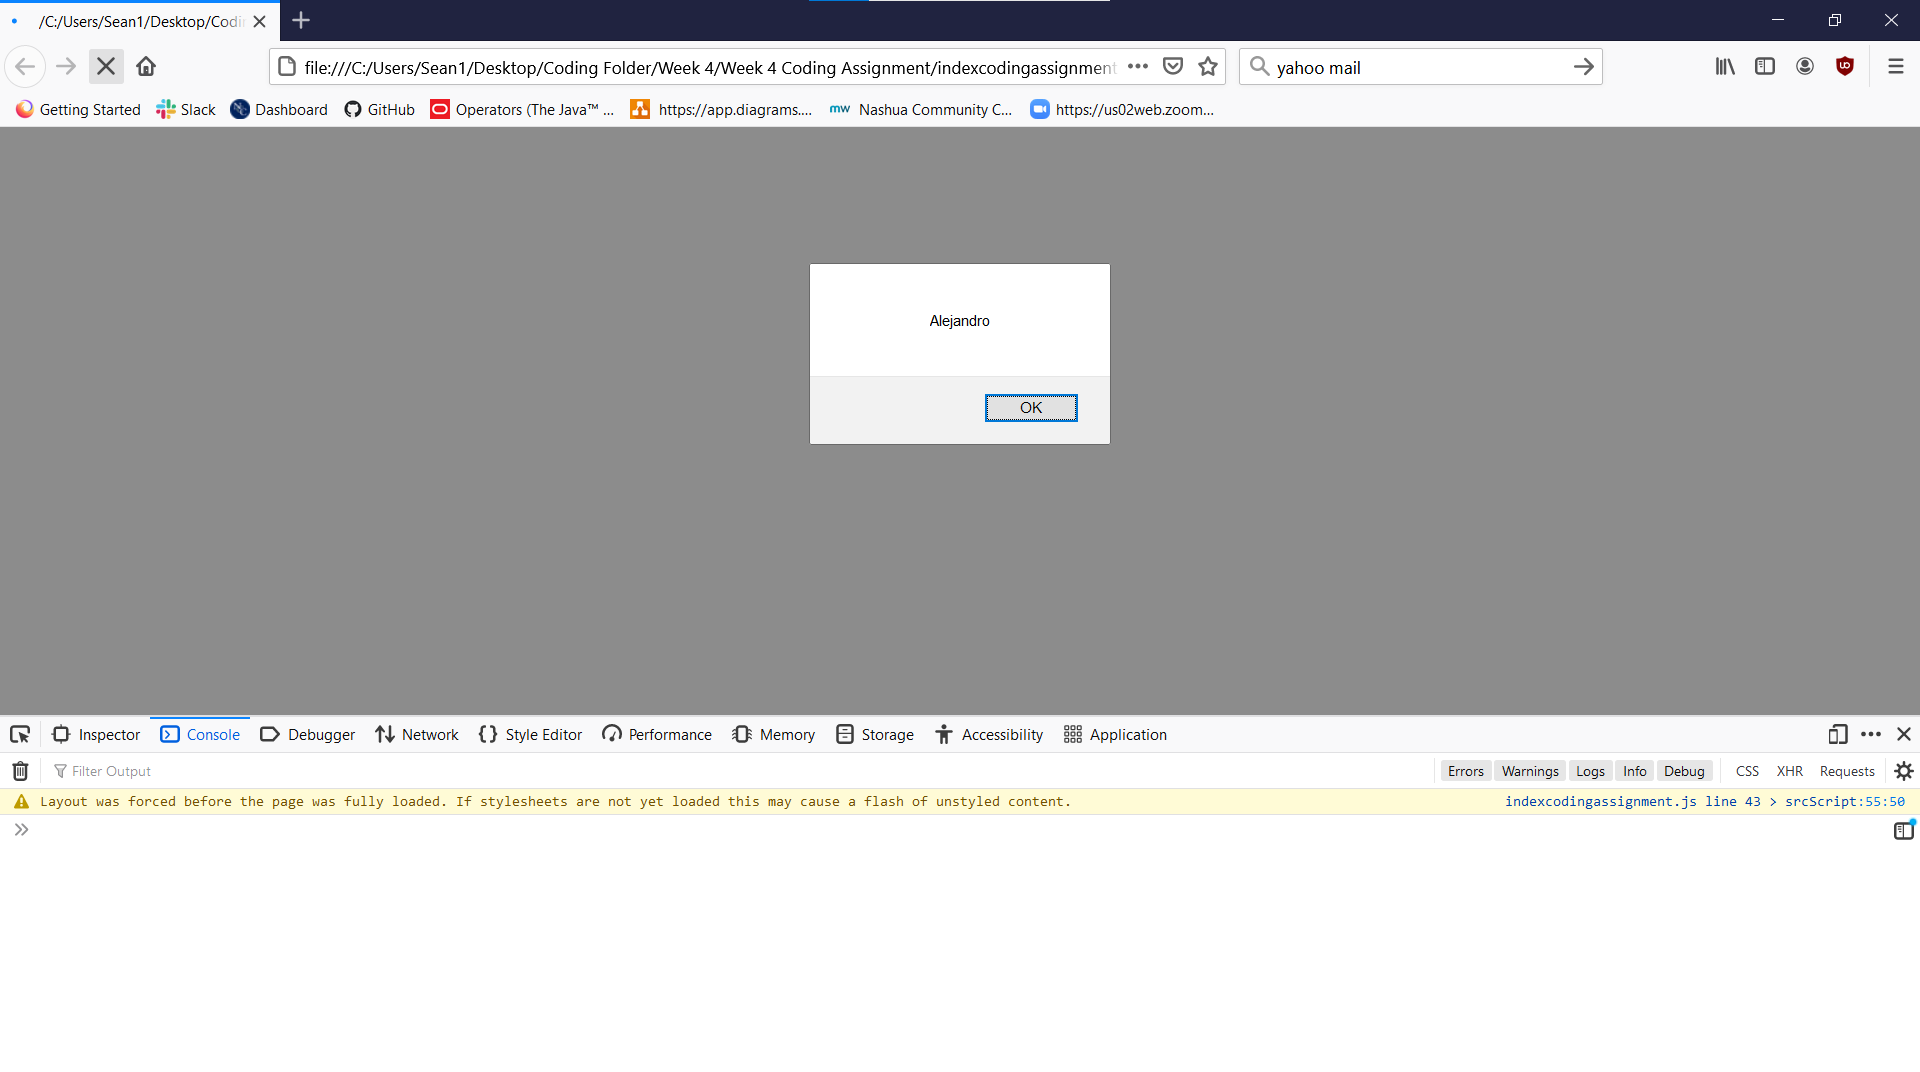 /C:/Users/Sean1/Desktop/Codi
file:///C:/Users/Sean1/Desktop/Coding Folder/Week 4/Week 4 Coding Assignment/indexcodingassignment
yahoo mail
Getting Started Slack Dashboard GitHub Operators (The Java™ ... https://app.diagrams.... mw Nashua Community C... https://us02web.zoom...
Alejandro
OK
Inspector Console Debugger Network Style Editor Performance Memory Storage Accessibility Application
Filter Output Errors Warnings Logs Info Debug CSS XHR Requests
Layout was forced before the page was fully loaded. If stylesheets are not yet loaded this may cause a flash of unstyled content. indexcodingassignment.js line 43 > srcScript:55:50